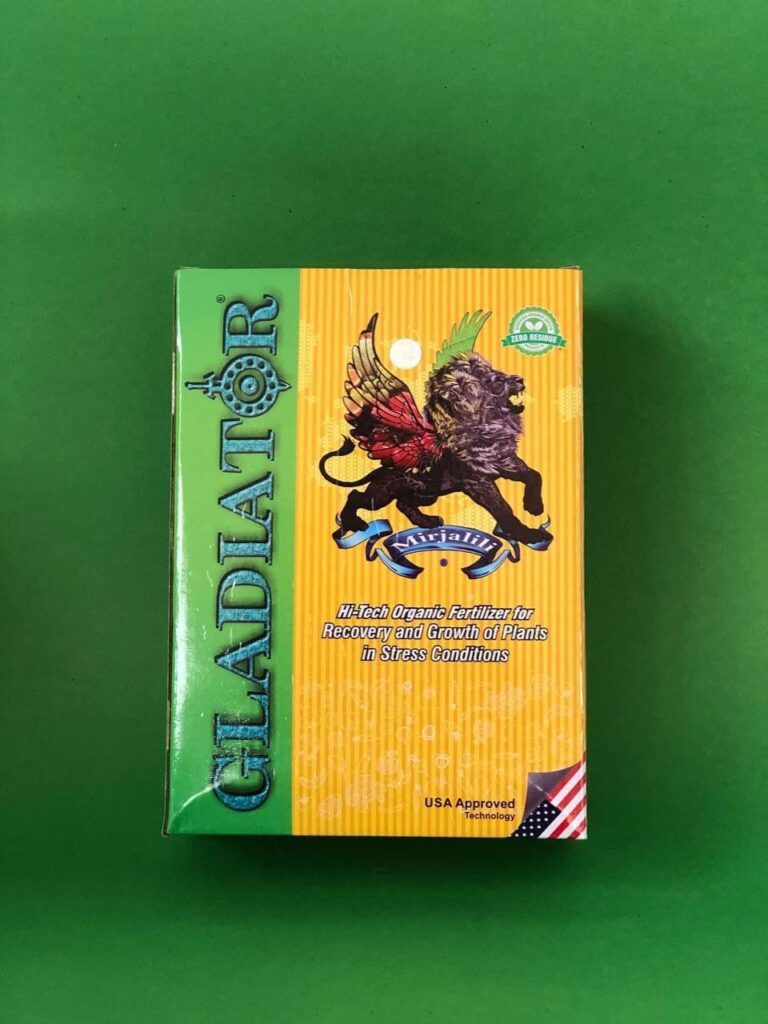 GLADIATOR®
ZERO RESIDUE
Mirjalili
Hi-Tech Organic Fertilizer for
Recovery and Growth of Plants
in Stress Conditions
USA Approved
Technology